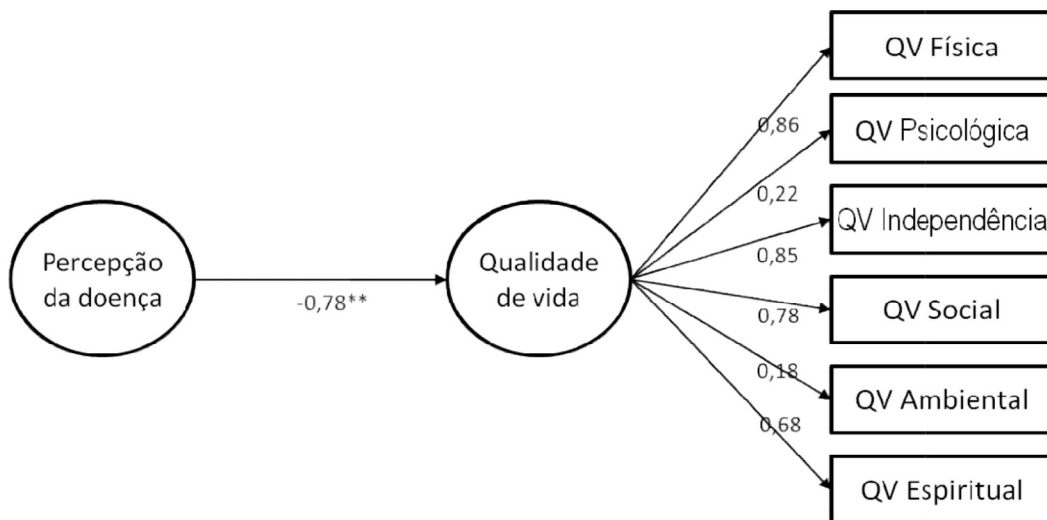 QV Física
0,86
QV Psicológica
0,22
QV Independência
0,85
Percepção
da doença
-0,78**
Qualidade
de vida
QV Social
0,78
QV Ambiental
0,18
QV Espiritual
0,68